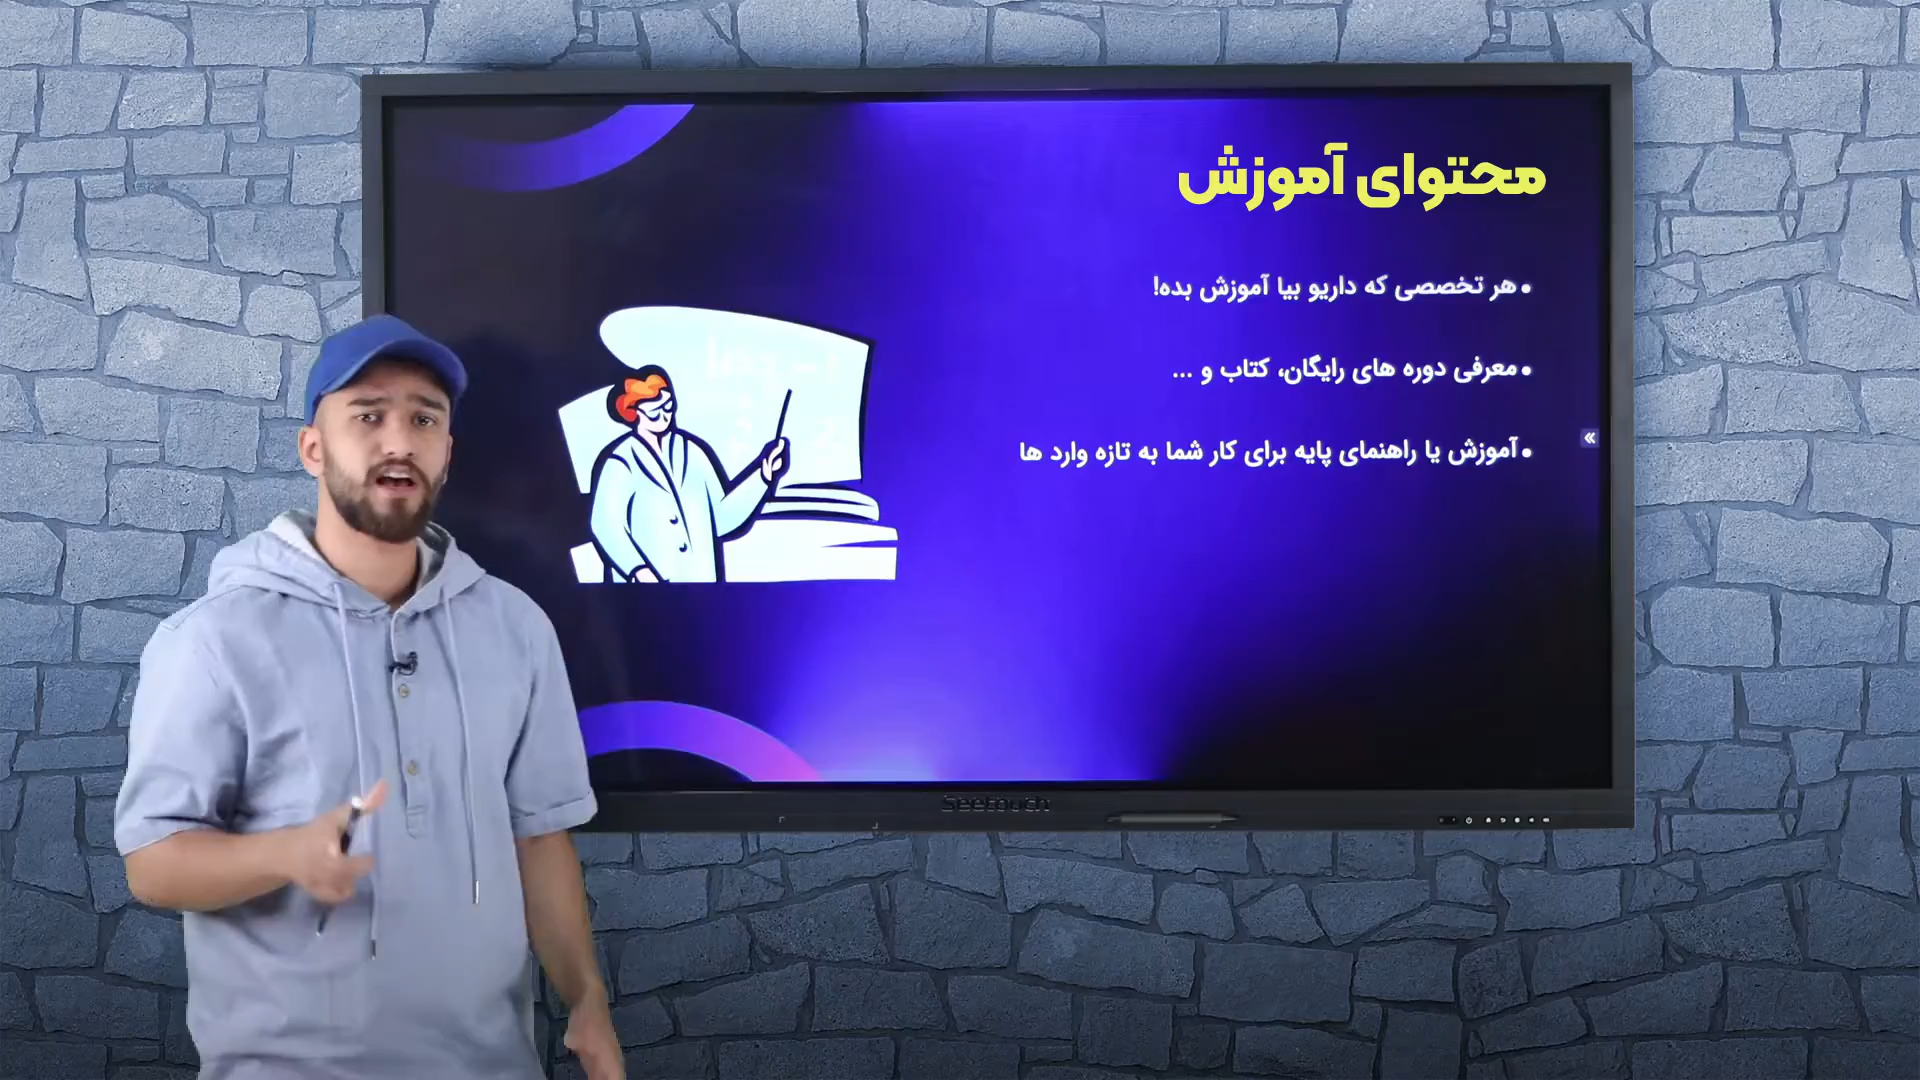 محتوای آموزش
• هر تخصصی که داریو بیا آموزش بده!
• معرفی دوره های رایگان، کتاب و ...
• آموزش یا راهنمای پایه برای کار شما به تازه وارد ها
»
Seetouch